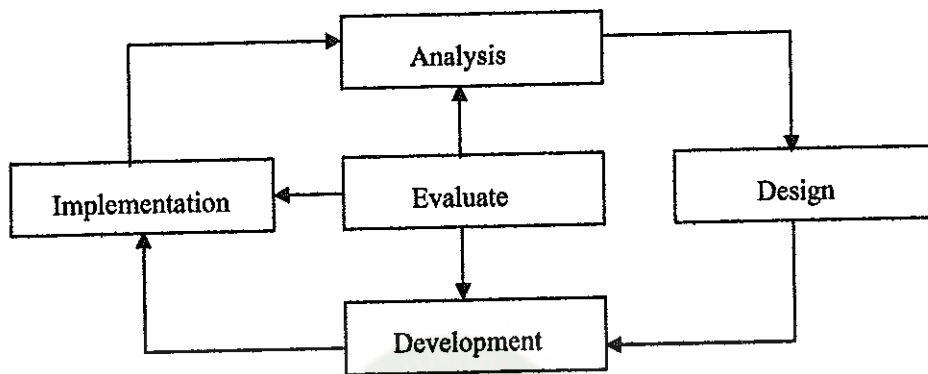 Analysis
Implementation
Evaluate
Design
Development